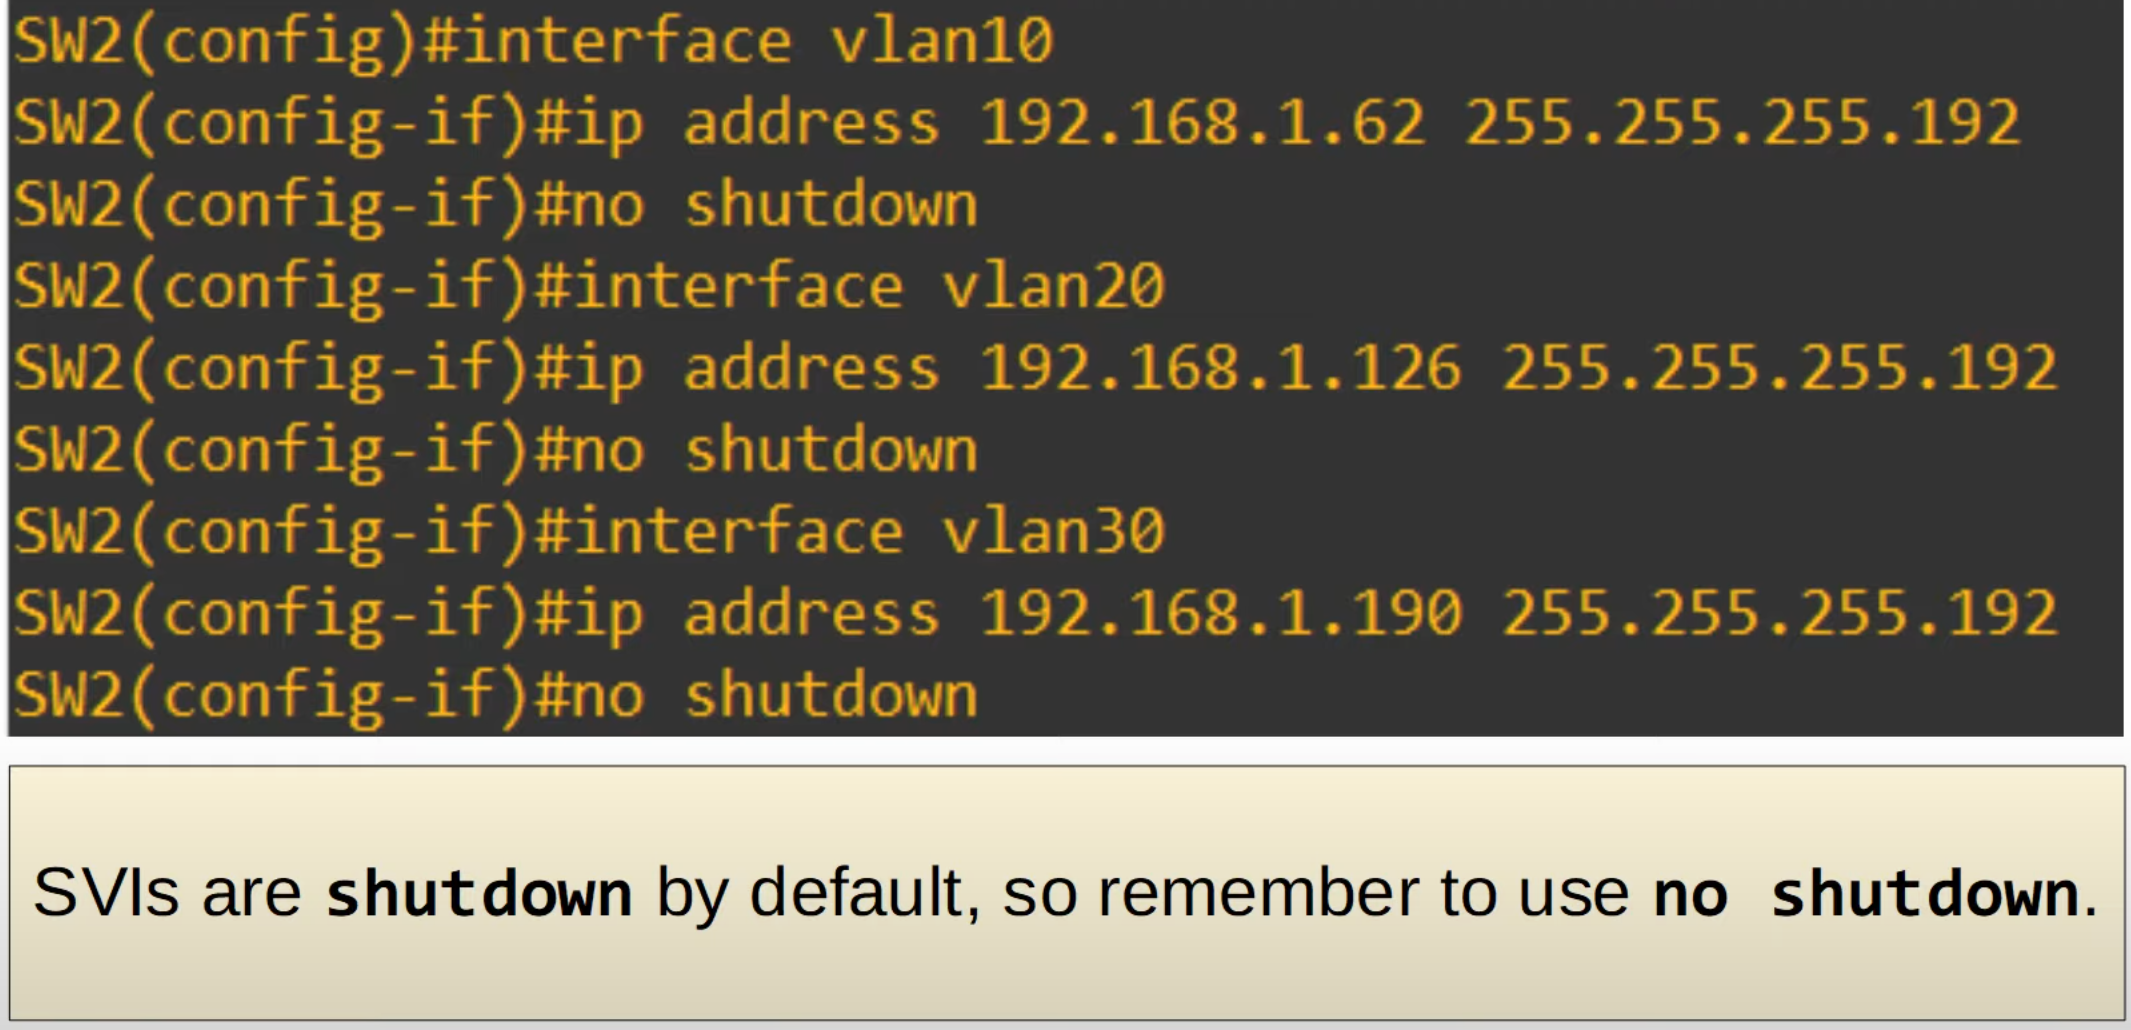 SW2(config)#interface vlan10
SW2(config-if)#ip address 192.168.1.62 255.255.255.192
SW2(config-if)#no shutdown
SW2(config-if)#interface vlan20
SW2(config-if)#ip address 192.168.1.126 255.255.255.192
SW2(config-if)#no shutdown
SW2(config-if)#interface vlan30
SW2(config-if)#ip address 192.168.1.190 255.255.255.192
SW2(config-if)#no shutdown
SVIs are shutdown by default, so remember to use no shutdown.